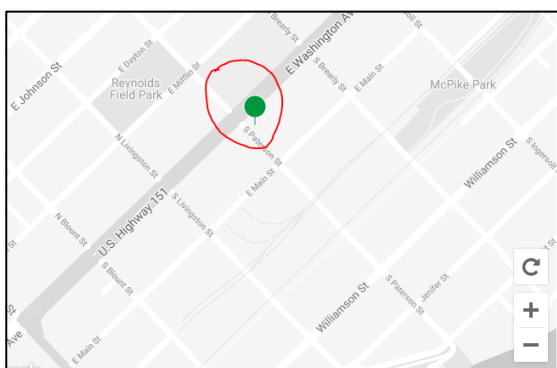 N Brearly St
E Washington Ave
E Dayton St
E Mifflin St
S Brearly St
E Main St
McPike Park
E Johnson St
Reynolds
Field Park
N Livingston St
S Paterson St
Williamson St
S Ingersoll St
E Main St
S Livingston St
U.S. Highway 151
N Blount St
S Blount St
S Paterson St
Jenifer St
Williamson St
Ave
E Main St